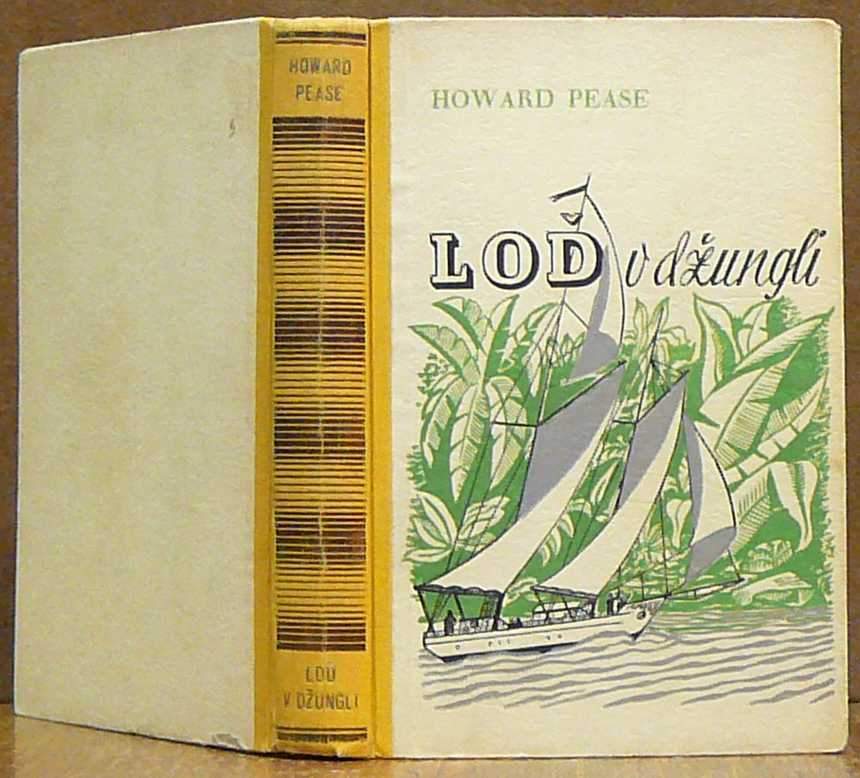 HOWARD
PEASE
LOĎ
V DŽUNGLI
HOWARD PEASE
LOĎ v džungli